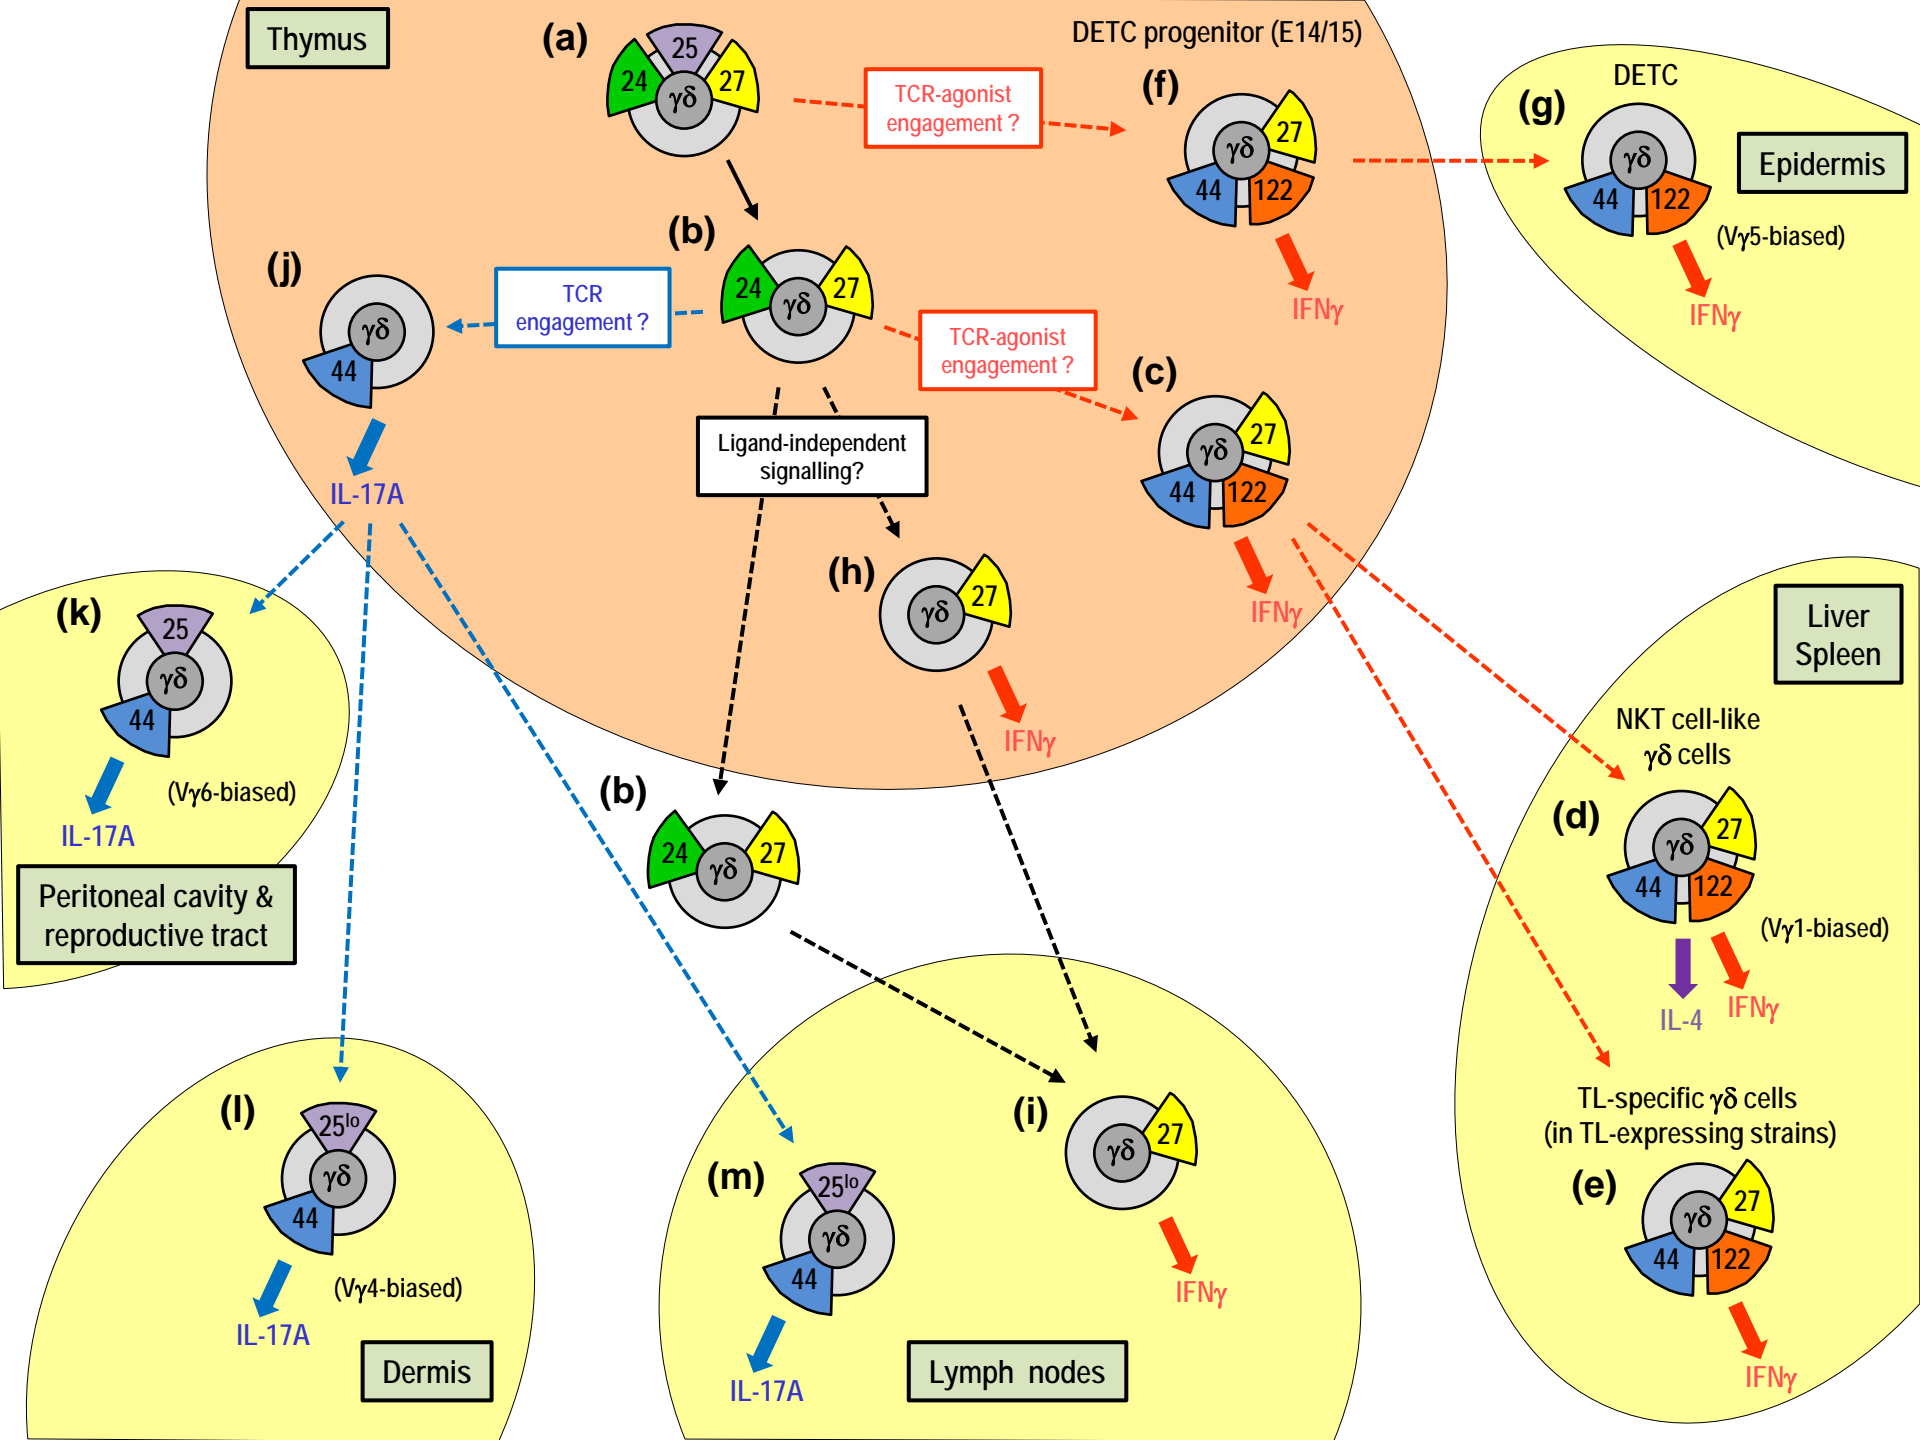 Thymus
(a)
25
24
27
γδ
TCR-agonist
engagement ?
DETC progenitor (E14/15)
(f)
27
γδ
44
122
IFNγ
DETC
(g)
γδ
44
122
Epidermis
(Vγ5-biased)
IFNγ
(b)
24
27
γδ
TCR
engagement ?
TCR-agonist
engagement ?
(j)
γδ
44
IL-17A
Ligand-independent
signalling?
(c)
27
γδ
44
122
IFNγ
(h)
27
γδ
IFNγ
(k)
25
γδ
44
(Vγ6-biased)
IL-17A
Peritoneal cavity &
reproductive tract
(b)
24
27
γδ
Liver
Spleen
NKT cell-like
γδ cells
(d)
27
γδ
44
122
(Vγ1-biased)
IL-4
IFNγ
TL-specific γδ cells
(in TL-expressing strains)
(e)
27
γδ
44
122
IFNγ
(l)
25lo
γδ
44
(Vγ4-biased)
IL-17A
Dermis
(m)
25lo
γδ
44
IL-17A
(i)
27
γδ
IFNγ
Lymph nodes